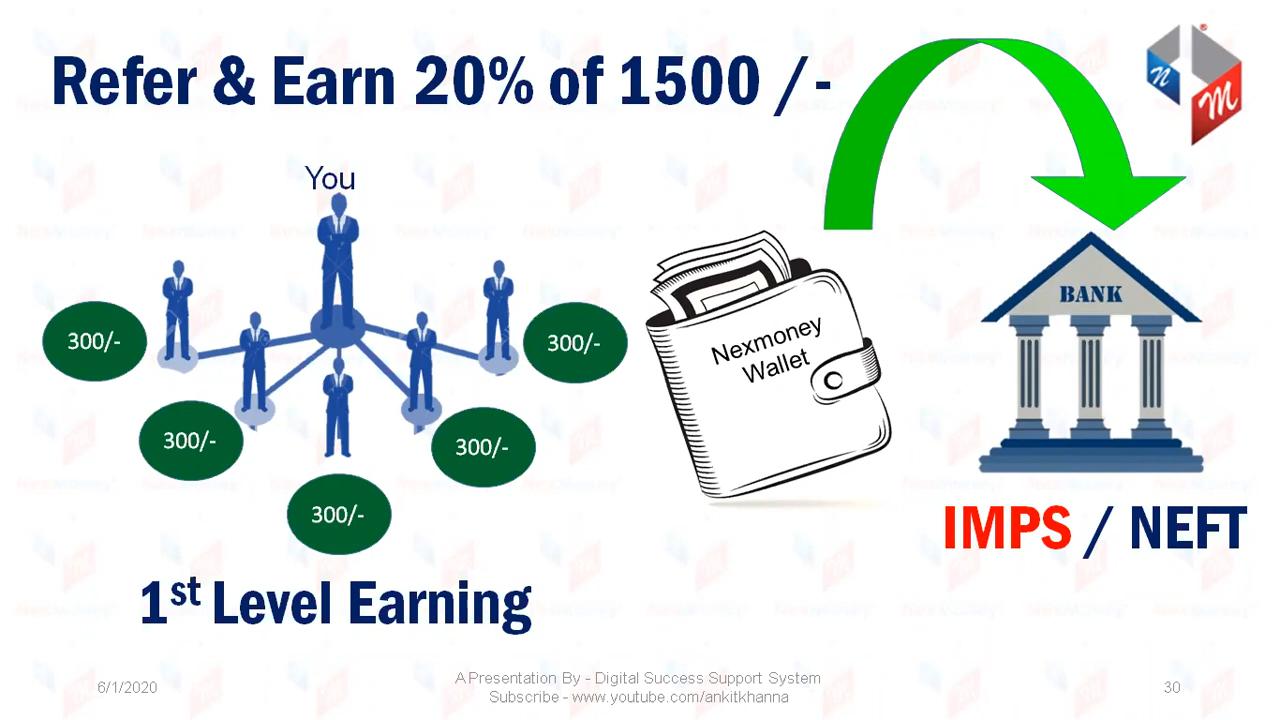 Refer & Earn 20% of 1500 /-
You
300/-
300/-
300/-
300/-
300/-
1st Level Earning
Nexmoney
Wallet
BANK
IMPS / NEFT
n
M
6/1/2020
A Presentation By - Digital Success Support System
Subscribe - www.youtube.com/ankitkhanna
30